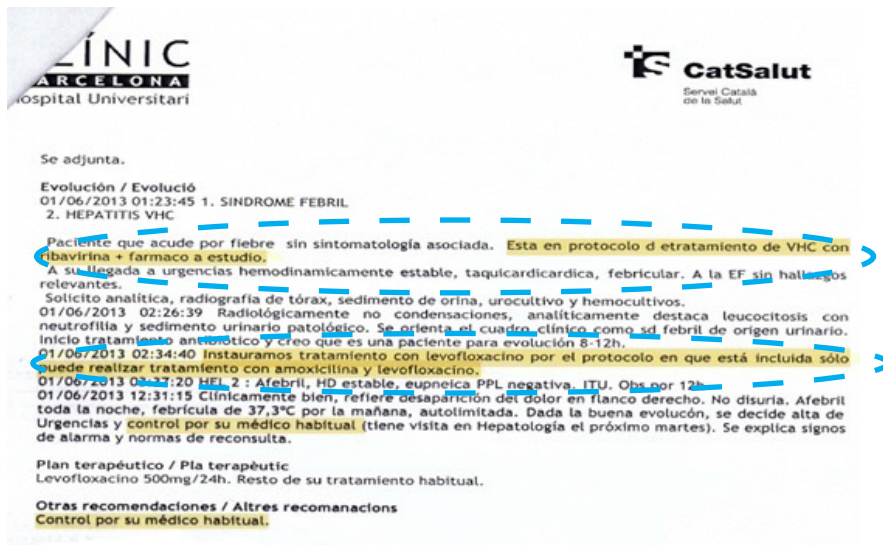 LÍNIC
ARCELONA
ospital Universitari
CatSalut
Servei Català
de la Salut
Se adjunta.
Evolución / Evolució
01/06/2013 01:23:45 1. SINDROME FEBRIL
2. HEPATITIS VHC
Paciente que acude por fiebre sin sintomatología asociada. Esta en protocolo d etratamiento de VHC con
ribavirina + farmaco a estudio.
A su llegada a urgencias hemodinamicamente estable, taquicardicardica, febricular. A la EF sin hallazgos
relevantes.
Solicito analítica, radiografia de tórax, sedimento de orina, urocultivo y hemocultivos.
01/06/2013 02:26:39 Radiológicamente no condensaciones, analíticamente destaca leucocitosis con
neutrofilia y sedimento urinario patológico. Se orienta el cuadro clínico como sd febril de origen urinario.
Inicio tratamiento antibiótico y creo que es una paciente para evolución 8-12h.
01/06/2013 02:34:40 Instauramos tratamiento con levofloxacino por el protocolo en que está incluida sólo
puede realizar tratamiento con amoxicilina y levofloxacino.
01/06/2013 03:37:20 HEL 2 : Afebril, HD estable, eupneica PPL negativa. ITU. Obs por 12h
01/06/2013 12:31:15 Clínicamente bien, refiere desaparición del dolor en flanco derecho. No disuria. Afebril
toda la noche, febrícula de 37,3ºC por la mañana, autolimitada. Dada la buena evolucón, se decide alta de
Urgencias y control por su médico habitual (tiene visita en Hepatología el próximo martes). Se explica signos
de alarma y normas de reconsulta.
Plan terapéutico / Pla terapèutic
Levofloxacino 500mg/24h. Resto de su tratamiento habitual.
Otras recomendaciones / Altres recomanacions
Control por su médico habitual.